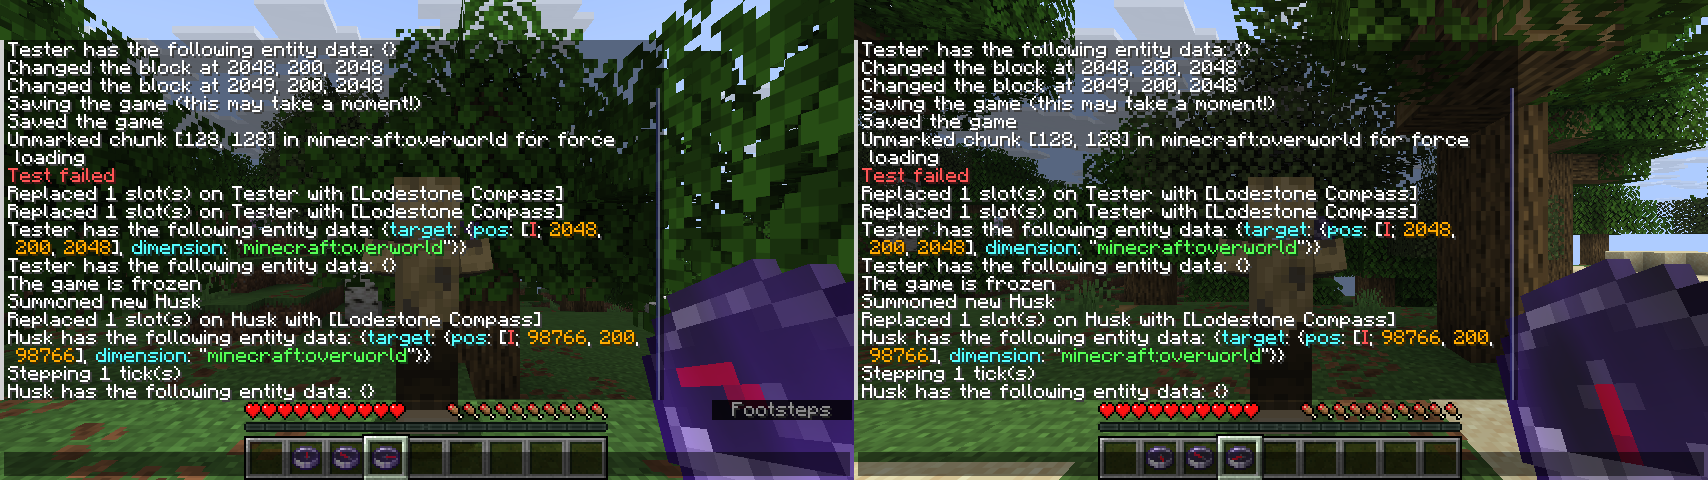 Tester has the following entity data: {}
Changed the block at 2048, 200, 2048
Changed the block at 2049, 200, 2048
Saving the game (this may take a moment!)
Saved the game
Unmarked chunk [128, 128] in minecraft:overworld for force
loading
Test failed
Replaced 1 slot(s) on Tester with [Lodestone Compass]
Replaced 1 slot(s) on Tester with [Lodestone Compass]
Tester has the following entity data: {target: {pos: [I; 2048,
200, 2048], dimension: "minecraft:overworld"}}
Tester has the following entity data: {}
The game is frozen
Summoned new Husk
Replaced 1 slot(s) on Husk with [Lodestone Compass]
Husk has the following entity data: {target: {pos: [I; 98766, 200,
98766], dimension: "minecraft:overworld"}}
Stepping 1 tick(s)
Husk has the following entity data: {}
Footsteps
Tester has the following entity data: {}
Changed the block at 2048, 200, 2048
Changed the block at 2049, 200, 2048
Saving the game (this may take a moment!)
Saved the game
Unmarked chunk [128, 128] in minecraft:overworld for force
loading
Test failed
Replaced 1 slot(s) on Tester with [Lodestone Compass]
Replaced 1 slot(s) on Tester with [Lodestone Compass]
Tester has the following entity data: {target: {pos: [I; 2048,
200, 2048], dimension: "minecraft:overworld"}}
Tester has the following entity data: {}
The game is frozen
Summoned new Husk
Replaced 1 slot(s) on Husk with [Lodestone Compass]
Husk has the following entity data: {target: {pos: [I; 98766, 200,
98766], dimension: "minecraft:overworld"}}
Stepping 1 tick(s)
Husk has the following entity data: {}